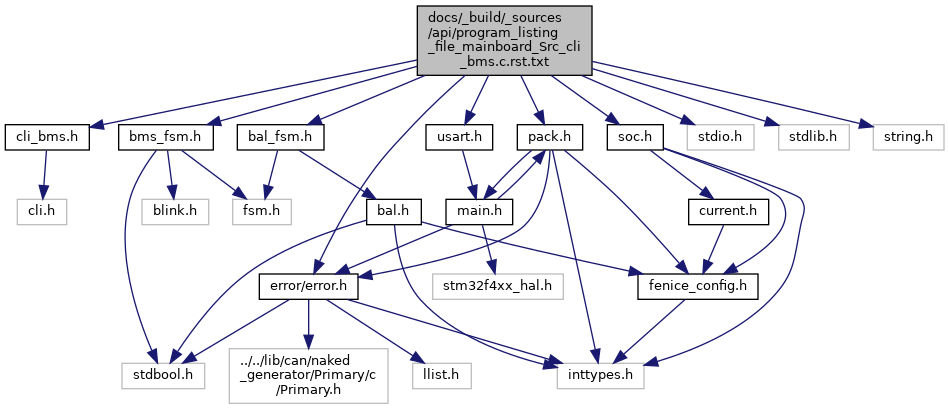 docs/_build/_sources
/api/program_listing
_file_mainboard_Src_cli
_bms.c.rst.txt
cli_bms.h
bms_fsm.h
bal_fsm.h
usart.h
pack.h
soc.h
stdio.h
stdlib.h
string.h
cli.h
blink.h
fsm.h
bal.h
main.h
current.h
error/error.h
stm32f4xx_hal.h
fenice_config.h
stdbool.h
../../lib/can/naked
_generator/Primary/c
/Primary.h
llist.h
inttypes.h